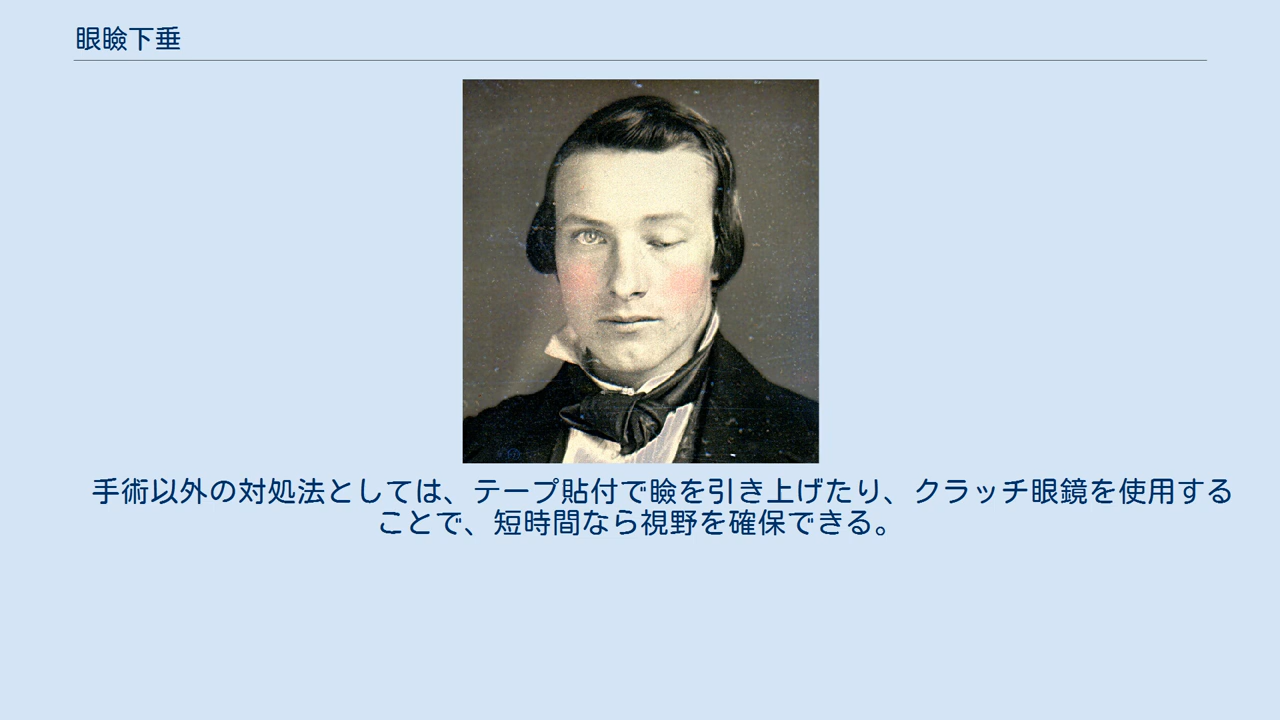 眼瞼下垂
手術以外の対処法としては、テープ貼付で瞼を引き上げたり、クラッチ眼鏡を使用する
ことで、短時間なら視野を確保できる。